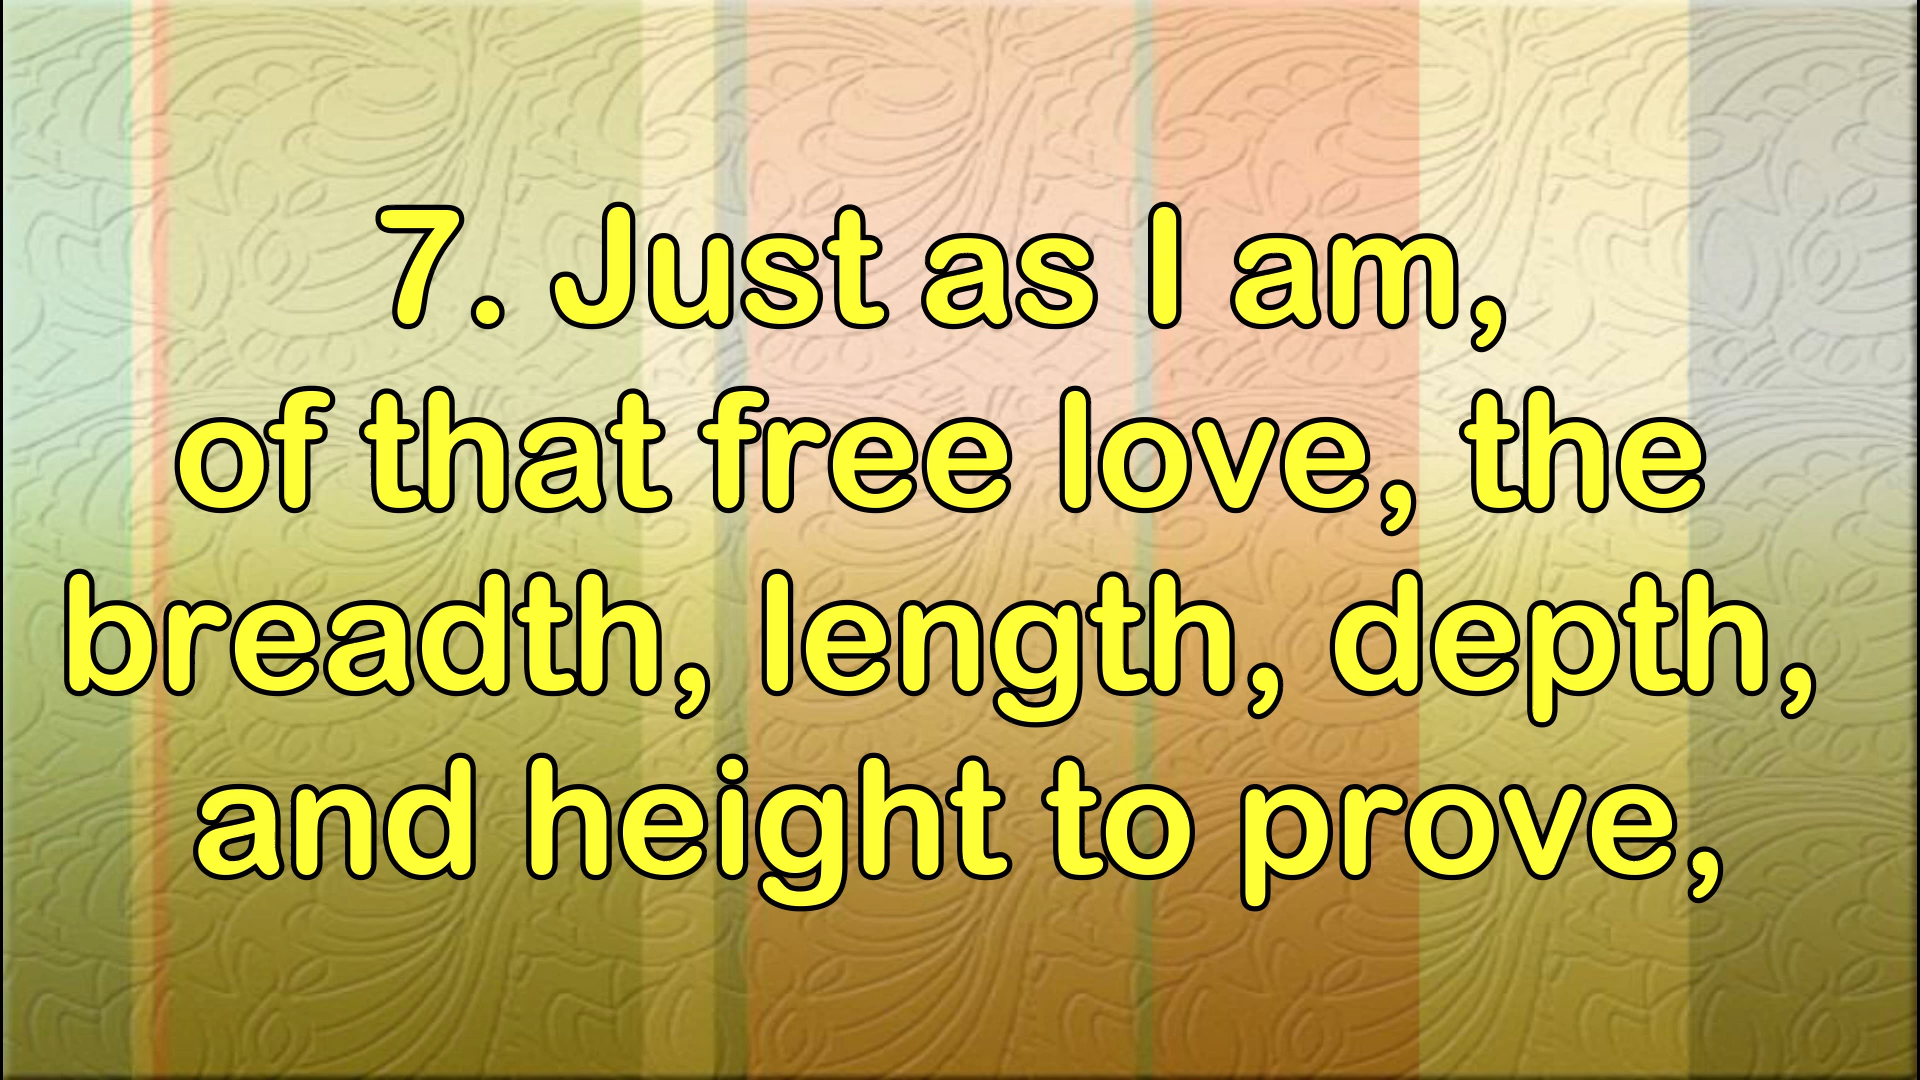 7. Just as I am,
of that free love, the
breadth, length, depth,
and height to prove,